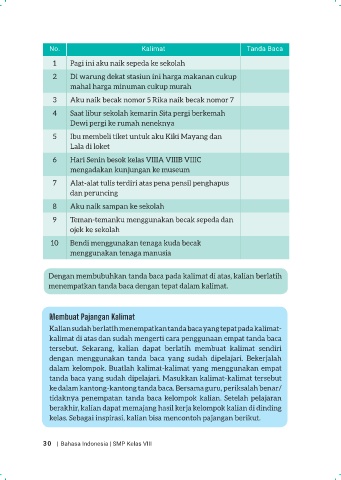 No. Kalimat Tanda Baca
1 Pagi ini aku naik sepeda ke sekolah
2 Di warung dekat stasiun ini harga makanan cukup
mahal harga minuman cukup murah
3 Aku naik becak nomor 5 Rika naik becak nomor 7
4 Saat libur sekolah kemarin Sita pergi berkemah
Dewi pergi ke rumah neneknya
5 Ibu membeli tiket untuk aku Kiki Mayang dan
Lala di loket
6 Hari Senin besok kelas VIIIA VIIIB VIIIC
mengadakan kunjungan ke museum
7 Alat-alat tulis terdiri atas pena pensil penghapus
dan peruncing
8 Aku naik sampan ke sekolah
9 Teman-temanku menggunakan becak sepeda dan
ojek ke sekolah
10 Bendi menggunakan tenaga kuda becak
menggunakan tenaga manusia
Dengan membubuhkan tanda baca pada kalimat di atas, kalian berlatih
menempatkan tanda baca dengan tepat dalam kalimat.
Membuat Pajangan Kalimat
Kalian sudah berlatih menempatkan tanda baca yang tepat pada kalimat-
kalimat di atas dan sudah mengerti cara penggunaan empat tanda baca
tersebut. Sekarang, kalian dapat berlatih membuat kalimat sendiri
dengan menggunakan tanda baca yang sudah dipelajari. Bekerjalah
dalam kelompok. Buatlah kalimat-kalimat yang menggunakan empat
tanda baca yang sudah dipelajari. Masukkan kalimat-kalimat tersebut
ke dalam kantong-kantong tanda baca. Bersama guru, periksalah benar/
tidaknya penempatan tanda baca kelompok kalian. Setelah pelajaran
berakhir, kalian dapat memajang hasil kerja kelompok kalian di dinding
kelas. Sebagai inspirasi, kalian bisa mencontoh pajangan berikut.
30 | Bahasa Indonesia | SMP Kelas VIII